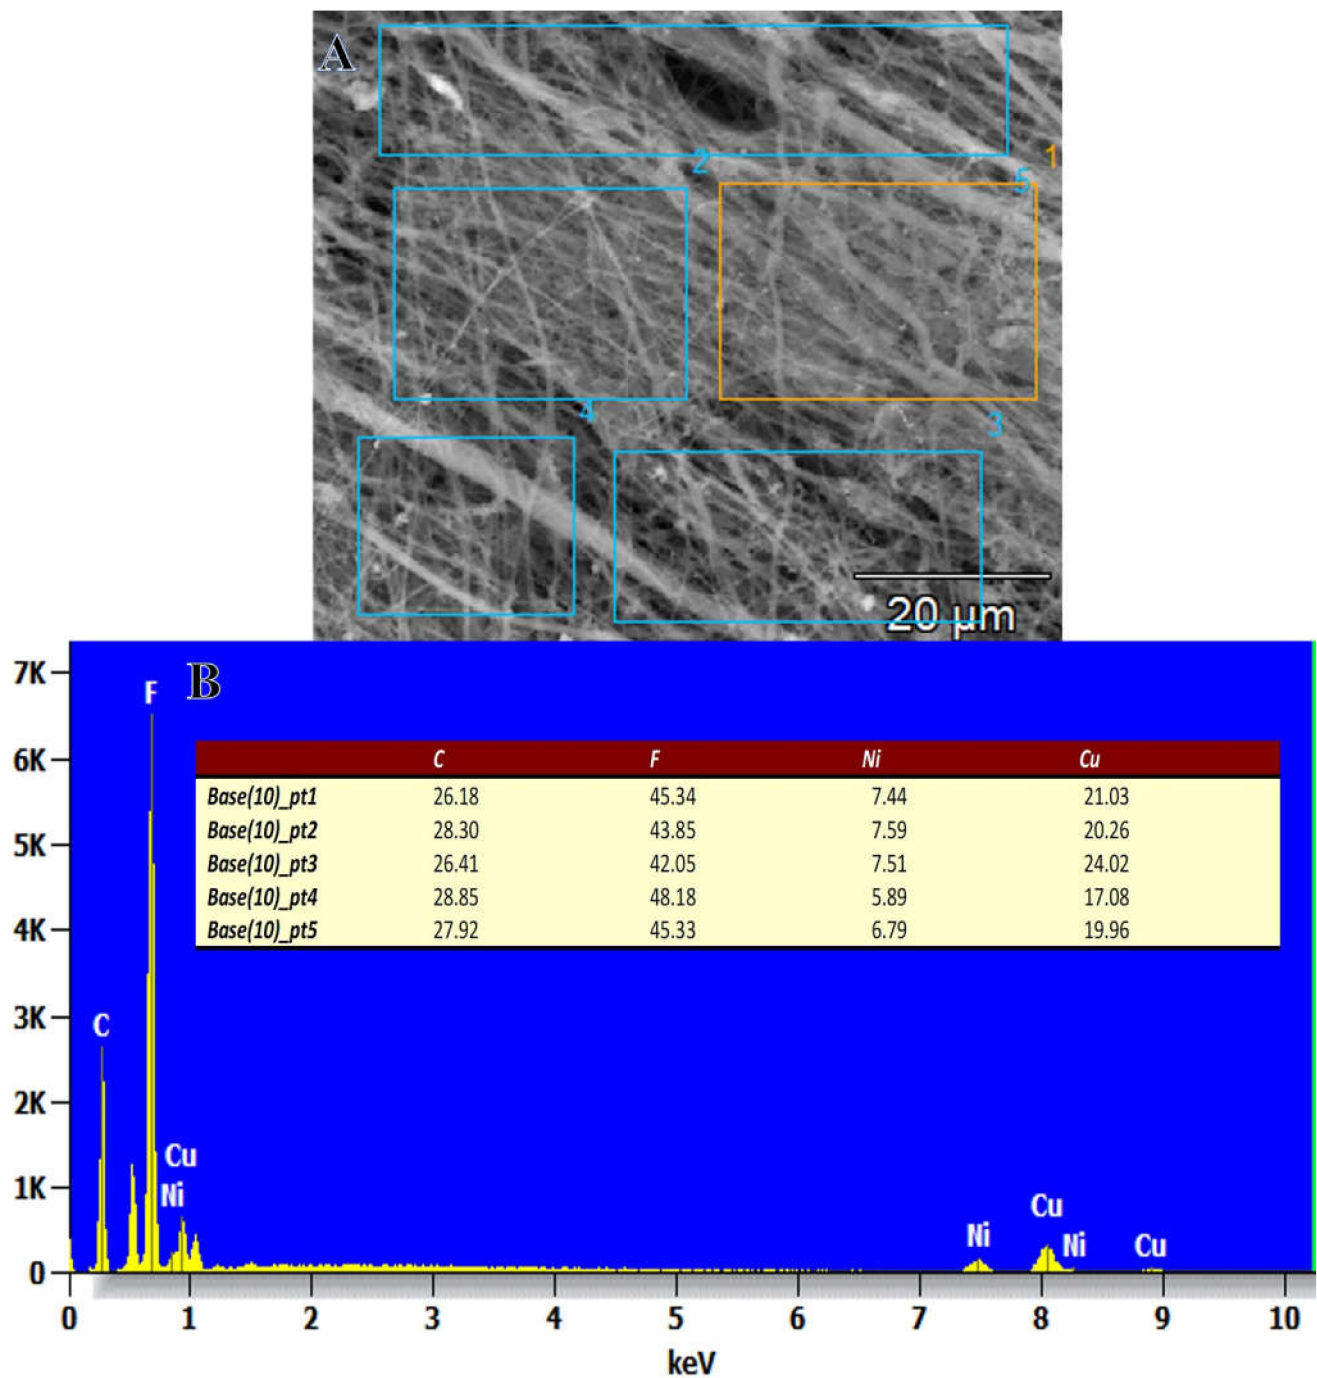 A
2
1
5
4
3
20 µm
B
7K
6K
5K
4K
3K
2K
1K
0
F
C
Cu
Ni
Ni
Cu
Ni
Cu
C F Ni Cu
Base(10)_pt1 26.18 45.34 7.44 21.03
Base(10)_pt2 28.30 43.85 7.59 20.26
Base(10)_pt3 26.41 42.05 7.51 24.02
Base(10)_pt4 28.85 48.18 5.89 17.08
Base(10)_pt5 27.92 45.33 6.79 19.96
0 1 2 3 4 5 6 7 8 9 10
keV